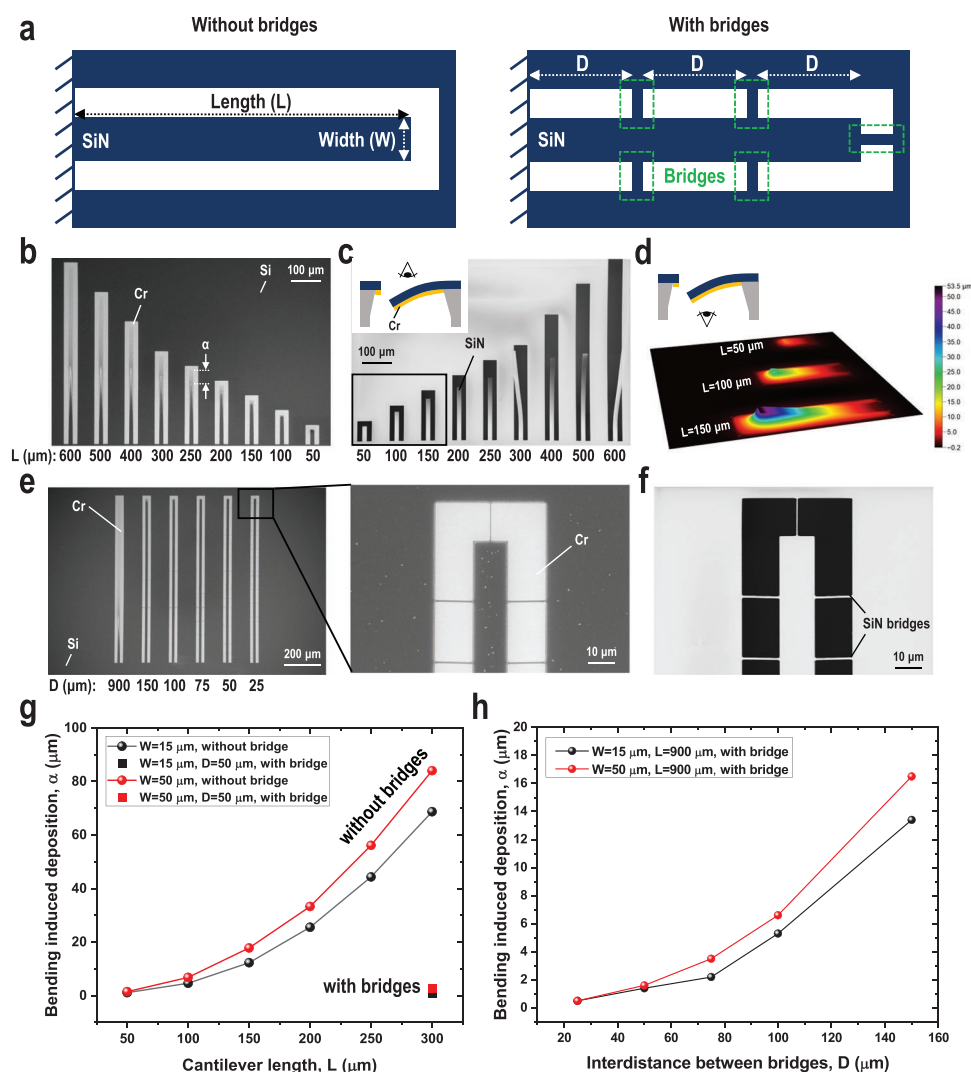 a
Without bridges
With bridges
Length (L)
SiN
Width (W)
D
D
D
SiN
Bridges
b
Si
100 µm
Cr
α
L (µm): 600 500 400 300 250 200 150 100 50
c
Cr
100 µm
SiN
50 100 150 200 250 300 400 500 600
d
L=50 µm
L=100 µm
L=150 µm
53.5 µm
50.0
45.0
40.0
35.0
30.0
25.0
20.0
15.0
10.0
5.0
-0.2
e
Cr
Si
200 µm
D (µm): 900 150 100 75 50 25
Cr
10 µm
f
SiN bridges
10 µm
g
Bending induced deposition, α (µm)
100
80
60
40
20
0
W=15 µm, without bridge
W=15 µm, D=50 µm, with bridge
W=50 µm, without bridge
W=50 µm, D=50 µm, with bridge
without bridges
with bridges
50 100 150 200 250 300
Cantilever length, L (µm)
h
Bending induced deposition, α (µm)
20
18
16
14
12
10
8
6
4
2
0
W=15 µm, L=900 µm, with bridge
W=50 µm, L=900 µm, with bridge
20 40 60 80 100 120 140 160
Interdistance between bridges, D (µm)